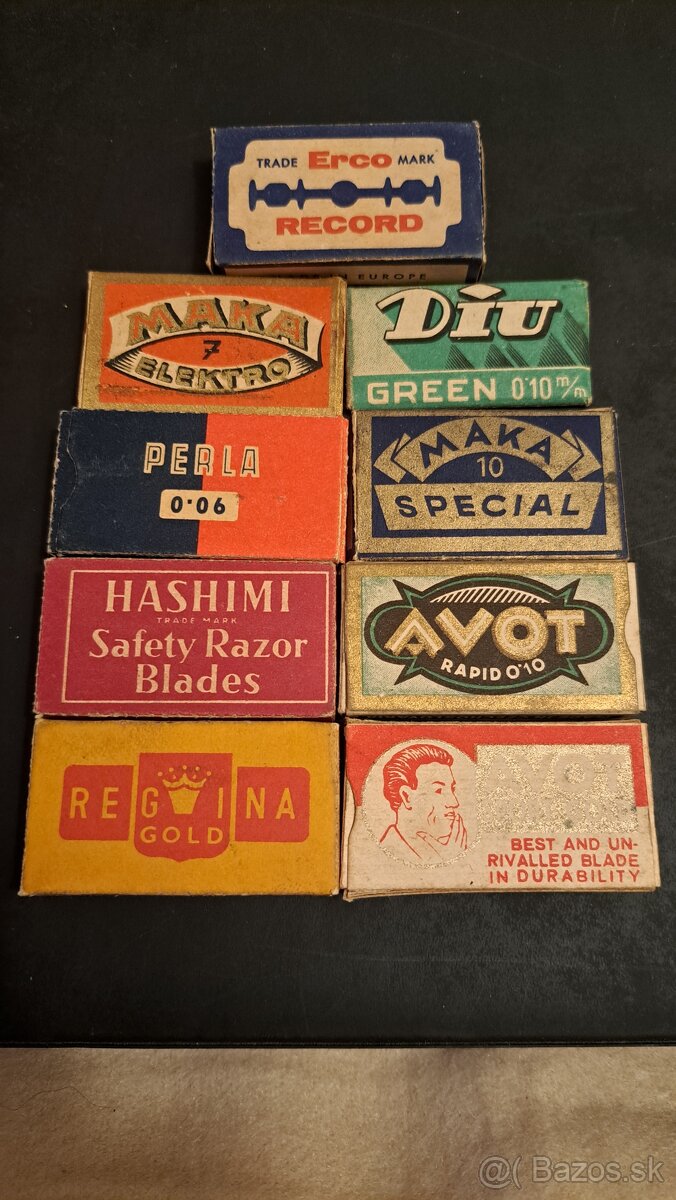 TRADE Erco MARK
RECORD
IN EUROPE
MAKA
7
ELEKTRO
DIU
GREEN 0'10 m/m
PERLA
0·06
MAKA
10
SPECIAL
HASHIMI
TRADE MARK
Safety Razor
Blades
AVOT
RAPID 0'10
REGINA
GOLD
AVOT
BEST AND UN-
RIVALLED BLADE
IN DURABILITY
@( Bazos.sk